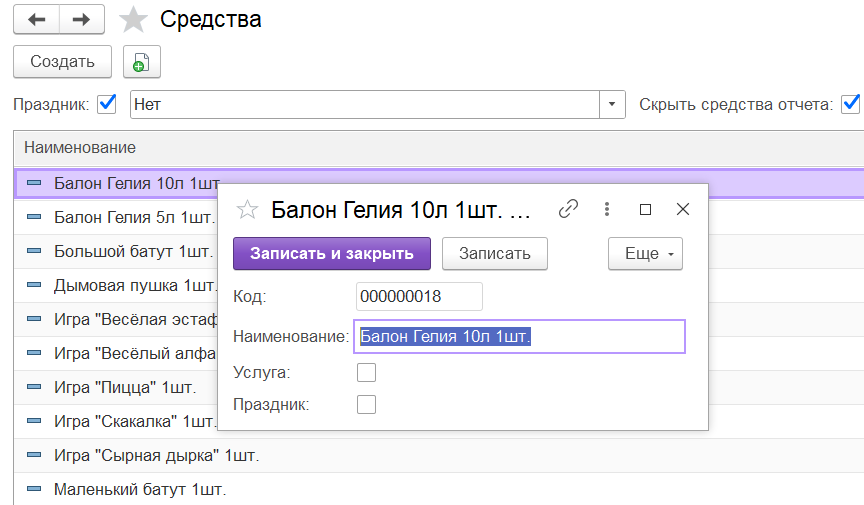 Средства
Создать
Праздник: Нет Скрыть средства отчета:
Наименование
Балон Гелия 10л 1шт.
Балон Гелия 5л 1шт.
Большой батут 1шт.
Дымовая пушка 1шт.
Игра "Весёлая эстаф
Игра "Весёлый алфа
Игра "Пицца" 1шт.
Игра "Скакалка" 1шт.
Игра "Сырная дырка" 1шт.
Маленький батут 1шт.
Балон Гелия 10л 1шт. ...
Записать и закрыть Записать Еще
Код: 000000018
Наименование: Балон Гелия 10л 1шт.
Услуга:
Праздник: